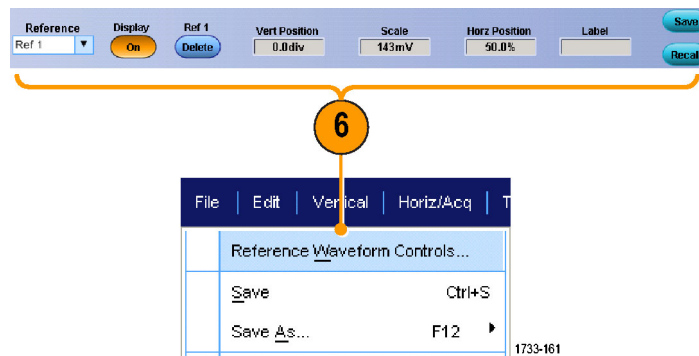 Reference Display Ref 1 Vert Position Scale Horz Position Label Save
Ref 1 On Delete 0.0div 143mV 50.0% Recall
6
File Edit Vertical Horiz/Acq T
Reference Waveform Controls...
Save Ctrl+S
Save As... F12
1733-161